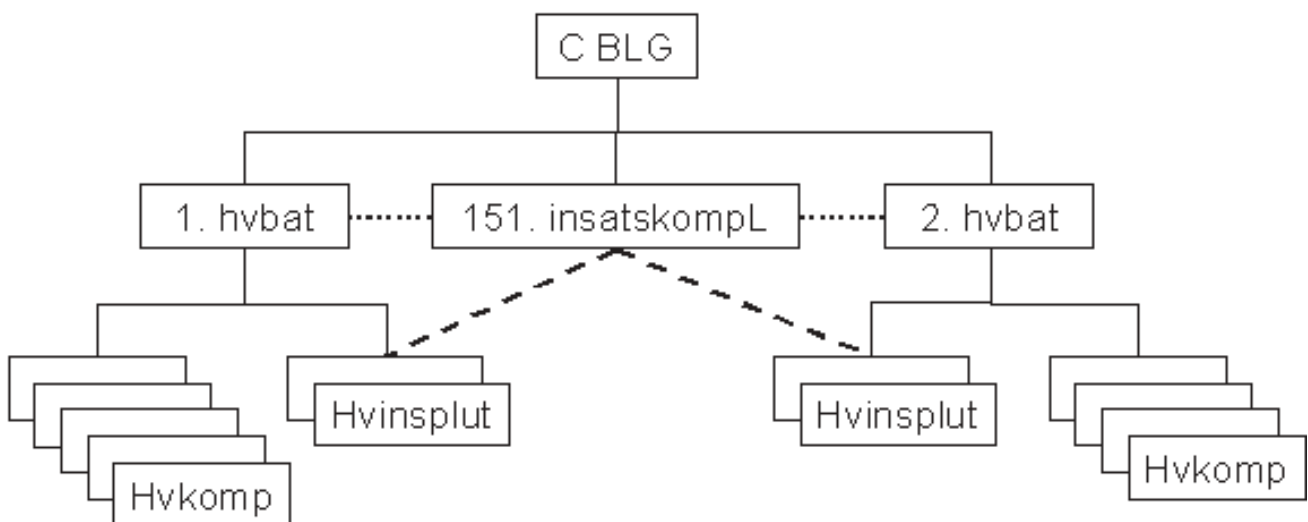 C BLG
1. hvbat
151. insatskompL
2. hvbat
Hvinsplut
Hvinsplut
Hvkomp
Hvkomp